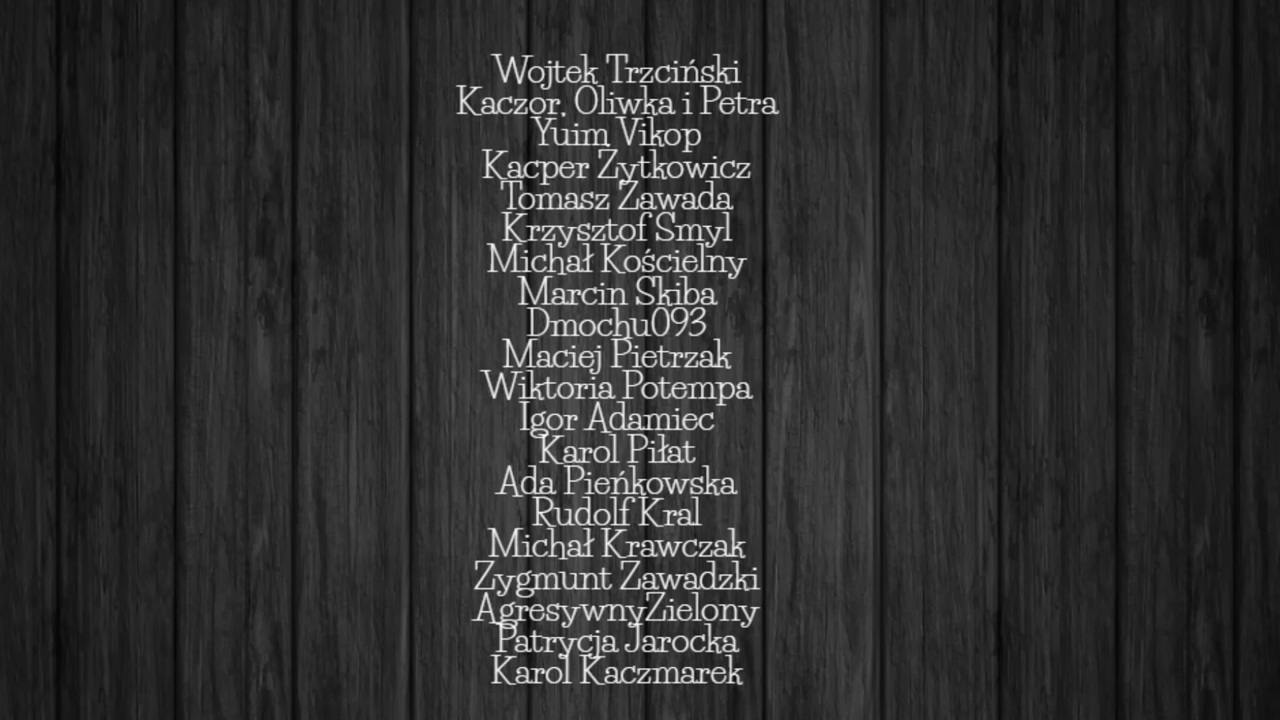 Wojtek Trzciński
Kaczor, Oliwka i Petra
Yuim Vikop
Kacper Żytkowicz
Tomasz Zawada
Krzysztof Smyl
Michał Kościelny
Marcin Skiba
Dmochu093
Maciej Pietrzak
Wiktoria Potempa
Igor Adamiec
Karol Piłat
Ada Pieńkowska
Rudolf Kral
Michał Krawczak
Zygmunt Zawadzki
AgresywnyZielony
Patrycja Jarocka
Karol Kaczmarek